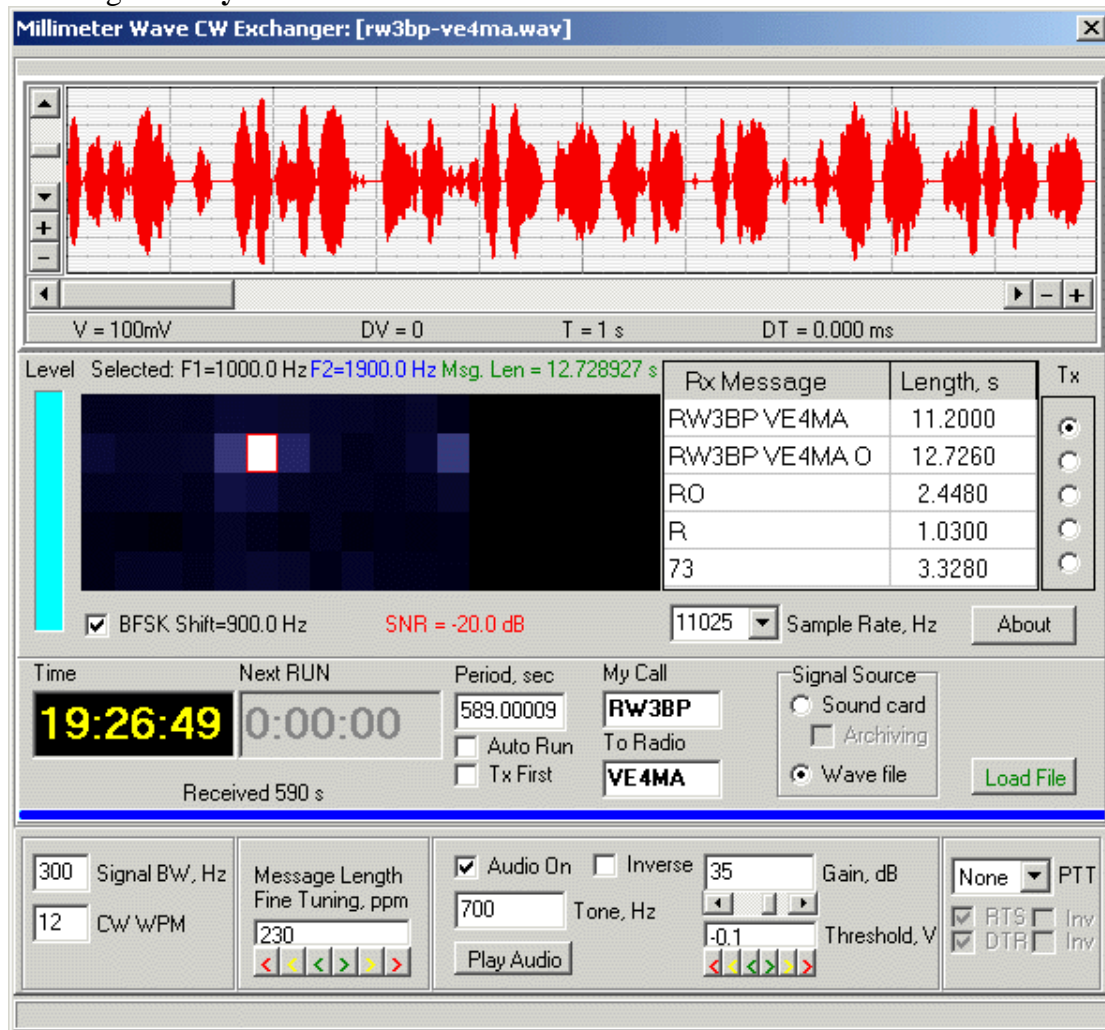 Millimeter Wave CW Exchanger: [rw3bp-ve4ma.wav]
V = 100mV DV = 0 T = 1 s DT = 0.000 ms
Level Selected: F1=1000.0 Hz F2=1900.0 Hz Msg. Len = 12.728927 s
Rx Message Length, s Tx
RW3BP VE4MA 11.2000
RW3BP VE4MA O 12.7260
RO 2.4480
R 1.0300
73 3.3280
BFSK Shift=900.0 Hz SNR = -20.0 dB 11025 Sample Rate, Hz About
Time Next RUN Period, sec My Call Signal Source
19:26:49 0:00:00 589.00009 RW3BP Sound card
Auto Run To Radio Archiving
Tx First VE4MA Wave file Load File
Received 590 s
300 Signal BW, Hz Message Length Audio On Inverse 35 Gain, dB None PTT
Fine Tuning, ppm
12 CW WPM 230 700 Tone, Hz RTS Inv
Play Audio -0.1 Threshold, V DTR Inv